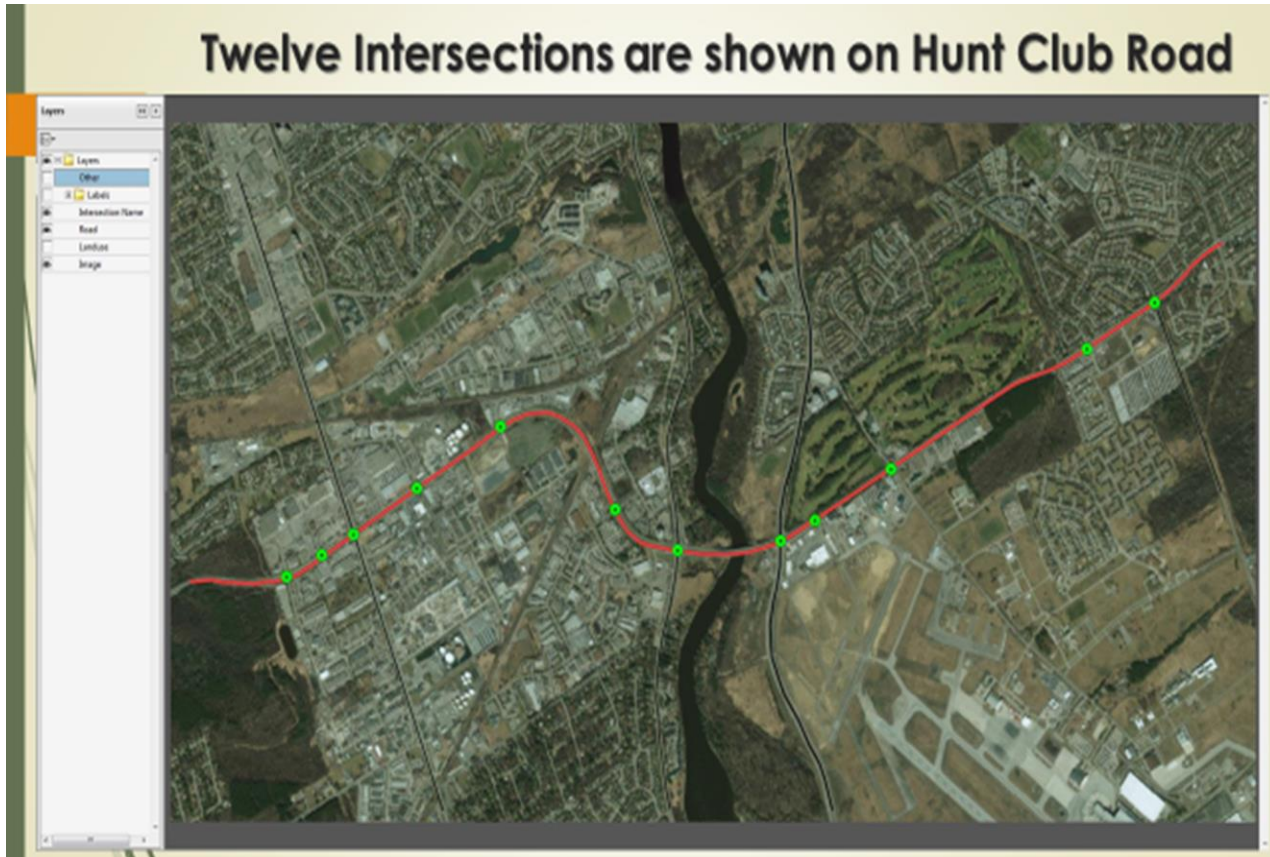 Twelve Intersections are shown on Hunt Club Road
Layers
Layers
Other
Labels
Intersection Name
Road
Landuse
Image